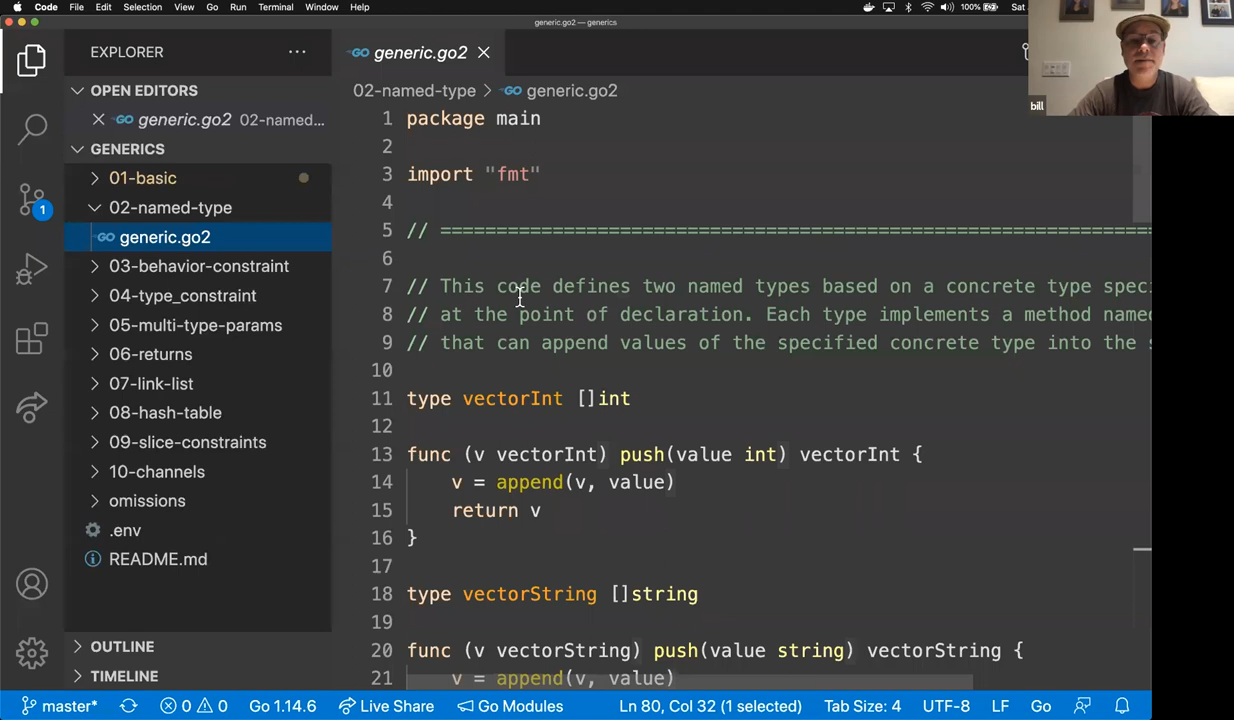 Code File Edit Selection View Go Run Terminal Window Help 100% Sat
generic.go2 — generics
EXPLORER
generic.go2
OPEN EDITORS
generic.go2 02-named...
GENERICS
01-basic
02-named-type
generic.go2
03-behavior-constraint
04-type_constraint
05-multi-type-params
06-returns
07-link-list
08-hash-table
09-slice-constraints
10-channels
omissions
.env
README.md
OUTLINE
TIMELINE
1
02-named-type > generic.go2
1 package main
2
3 import "fmt"
4
5 // ================================================================
6
7 // This code defines two named types based on a concrete type spec
8 // at the point of declaration. Each type implements a method named
9 // that can append values of the specified concrete type into the s
10
11 type vectorInt []int
12
13 func (v vectorInt) push(value int) vectorInt {
14 v = append(v, value)
15 return v
16 }
17
18 type vectorString []string
19
20 func (v vectorString) push(value string) vectorString {
21 v = append(v, value)
bill
master* 0 0 Go 1.14.6 Live Share Go Modules Ln 80, Col 32 (1 selected) Tab Size: 4 UTF-8 LF Go